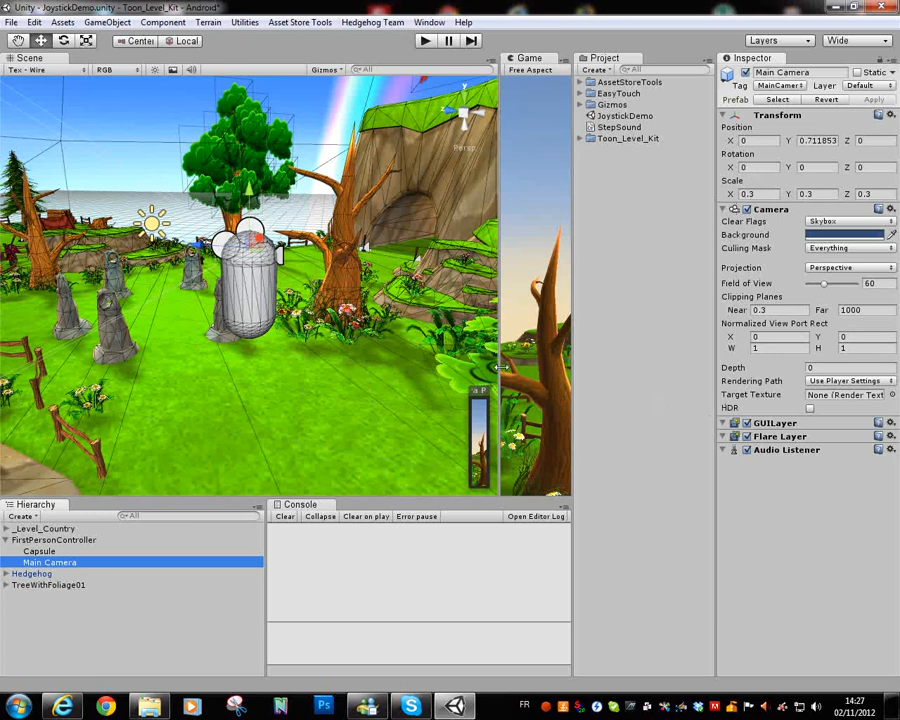 Unity - JoystickDemo.unity - Toon_Level_Kit - Android*
File Edit Assets GameObject Component Terrain Utilities Asset Store Tools Hedgehog Team Window Help
Center Local Layers Wide
Scene Game Project Inspector
Tex - Wire RGB Gizmos All Free Aspect Create All
Main Camera Static
Tag MainCamer Layer Default
Prefab Select Revert Apply
AssetStoreTools
EasyTouch
Gizmos
JoystickDemo
StepSound
Toon_Level_Kit
y
Persp
Transform
Position
X 0 Y 0.711853 Z 0
Rotation
X 0 Y 0 Z 0
Scale
X 0.3 Y 0.3 Z 0.3
Camera
Clear Flags Skybox
Background
Culling Mask Everything
Projection Perspective
Field of View 60
Clipping Planes
Near 0.3 Far 1000
Normalized View Port Rect
X 0 Y 0
W 1 H 1
Depth 0
Rendering Path Use Player Settings
Target Texture None (Render Text
HDR
GUILayer
Flare Layer
Audio Listener
a P
Hierarchy
Create All
_Level_Country
FirstPersonController
Capsule
Main Camera
Hedgehog
TreeWithFoliage01
Console
Clear Collapse Clear on play Error pause Open Editor Log
Ps
FR
14:27
02/11/2012